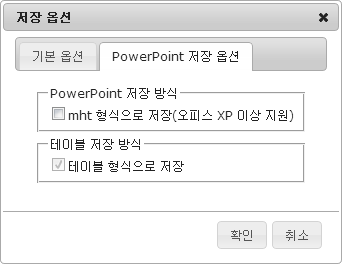 저장 옵션
기본 옵션 PowerPoint 저장 옵션
PowerPoint 저장 방식
mht 형식으로 저장(오피스 XP 이상 지원)
테이블 저장 방식
테이블 형식으로 저장
확인 취소